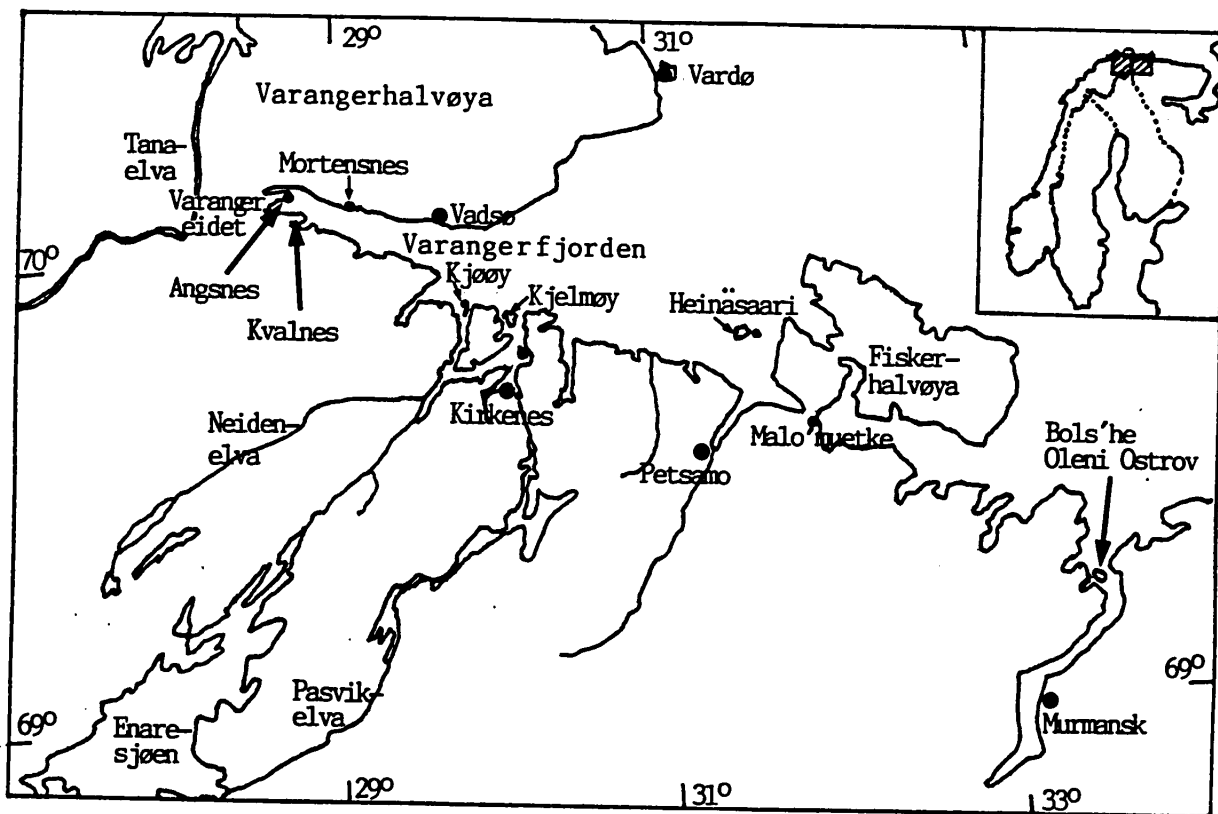 29°
31°
Vardø
Varangerhalvøya
Tana-
elva
Mortensnes
Varanger
eidet
Vadsø
Varangerfjorden
70°
Angsnes
Kjøøy
Kjelmøy
Kvalnes
Heinäsaari
Fisker-
halvøya
Neiden-
elva
Kirkenes
Malo
Petsamo
Bols'he
Oleni Ostrov
Pasvik-
elva
69°
Enare-
sjøen
69°
Murmansk
29°
31°
33°